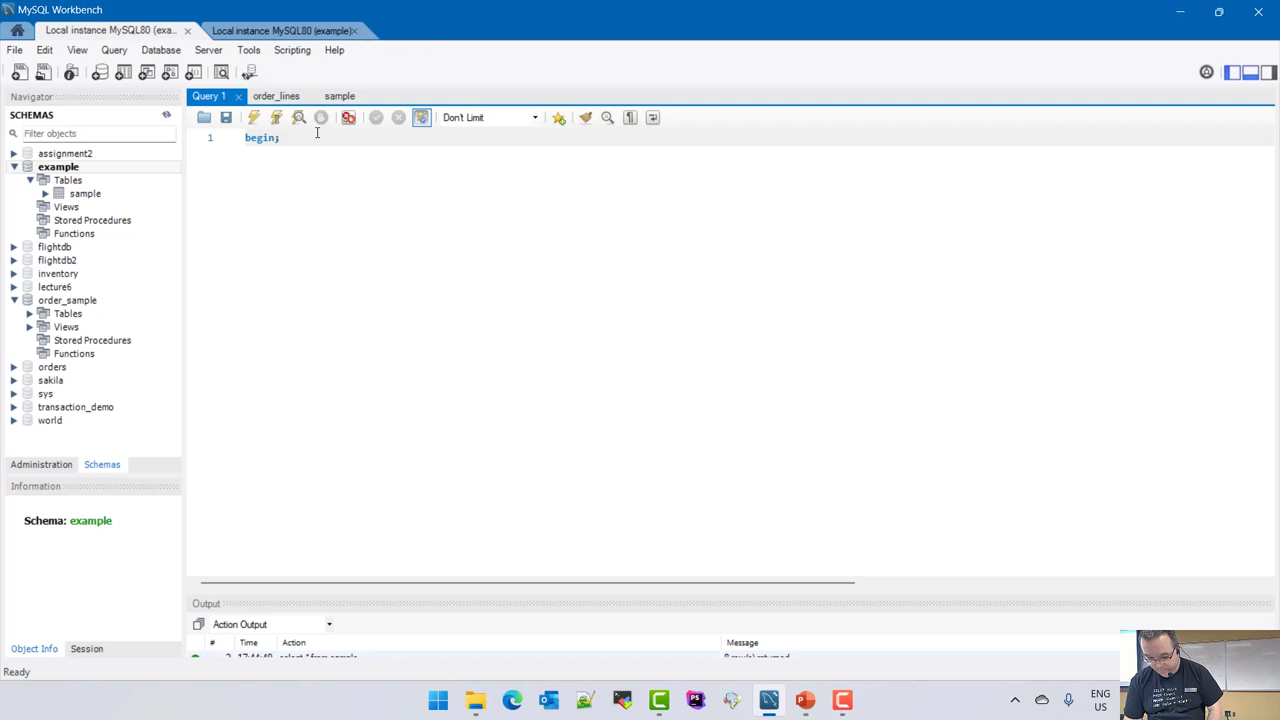 MySQL Workbench
Local instance MySQL80 (exa...
Local instance MySQL80 (example)
File Edit View Query Database Server Tools Scripting Help
Navigator
SCHEMAS
Filter objects
assignment2
example
Tables
sample
Views
Stored Procedures
Functions
flightdb
flightdb2
inventory
lecture6
order_sample
Tables
Views
Stored Procedures
Functions
orders
sakila
sys
transaction_demo
world
Administration Schemas
Information
Schema: example
Object Info Session
Ready
Query 1 order_lines sample
Don't Limit
1 begin;
Output
Action Output
# Time Action Message
ENG
US